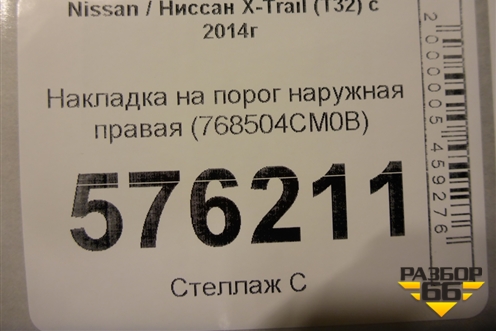 Nissan / Ниссан X-Trail (T32) с
2014г
Накладка на порог наружная
правая (768504CM0B)
576211
Стеллаж С
2000005459276
РАЗБОР
66